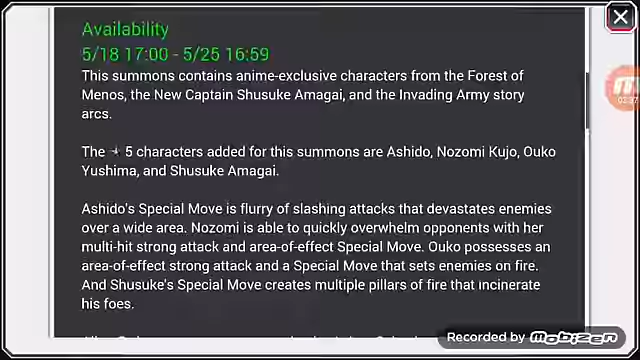 Availability
5/18 17:00 - 5/25 16:59
This summons contains anime-exclusive characters from the Forest of
Menos, the New Captain Shusuke Amagai, and the Invading Army story
arcs.
The ✦ 5 characters added for this summons are Ashido, Nozomi Kujo, Ouko
Yushima, and Shusuke Amagai.
Ashido's Special Move is flurry of slashing attacks that devastates enemies
over a wide area. Nozomi is able to quickly overwhelm opponents with her
multi-hit strong attack and area-of-effect Special Move. Ouko possesses an
area-of-effect strong attack and a Special Move that sets enemies on fire.
And Shusuke's Special Move creates multiple pillars of fire that incinerate
his foes.
Recorded by Mobizen